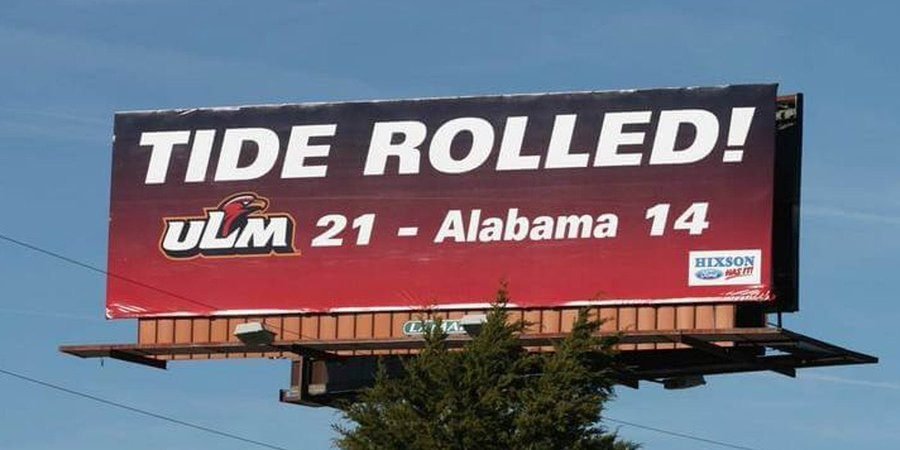 TIDE ROLLED!
ULM 21 - Alabama 14
HIXSON
Ford HAS IT!